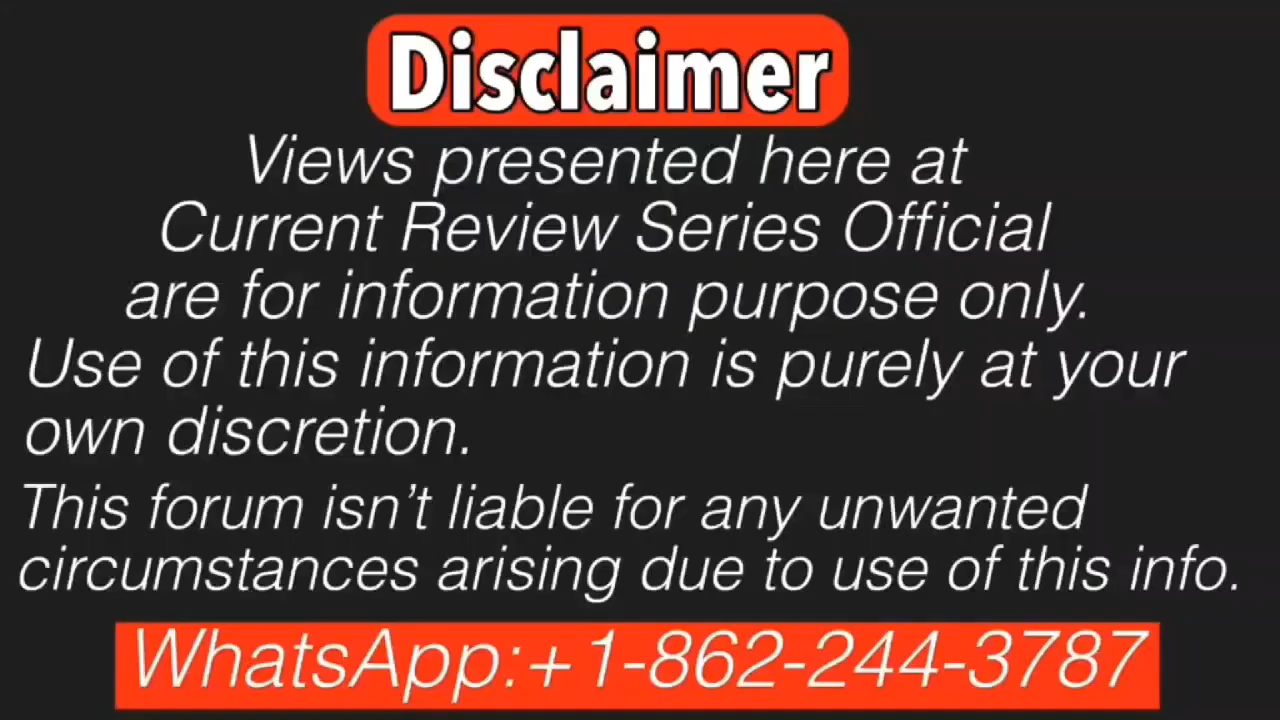 Disclaimer
Views presented here at
Current Review Series Official
are for information purpose only.
Use of this information is purely at your
own discretion.
This forum isn’t liable for any unwanted
circumstances arising due to use of this info.
WhatsApp:+1-862-244-3787